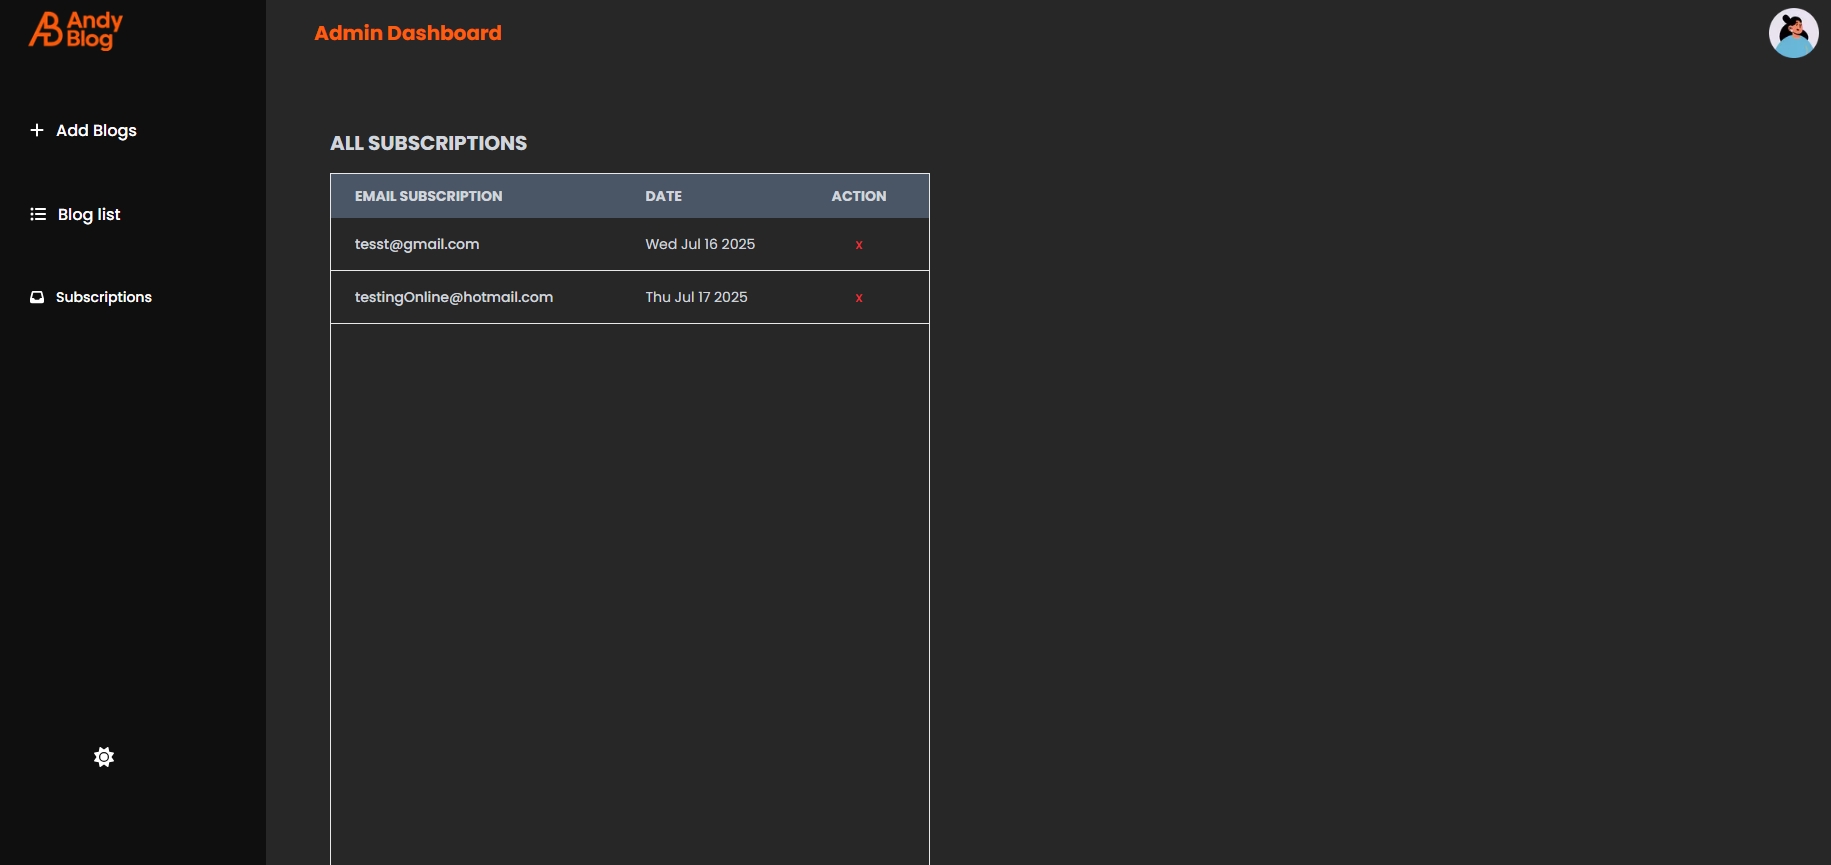 Andy
Blog
Admin Dashboard
Add Blogs
Blog list
Subscriptions
ALL SUBSCRIPTIONS
EMAIL SUBSCRIPTION DATE ACTION
tesst@gmail.com Wed Jul 16 2025 x
testingOnline@hotmail.com Thu Jul 17 2025 x